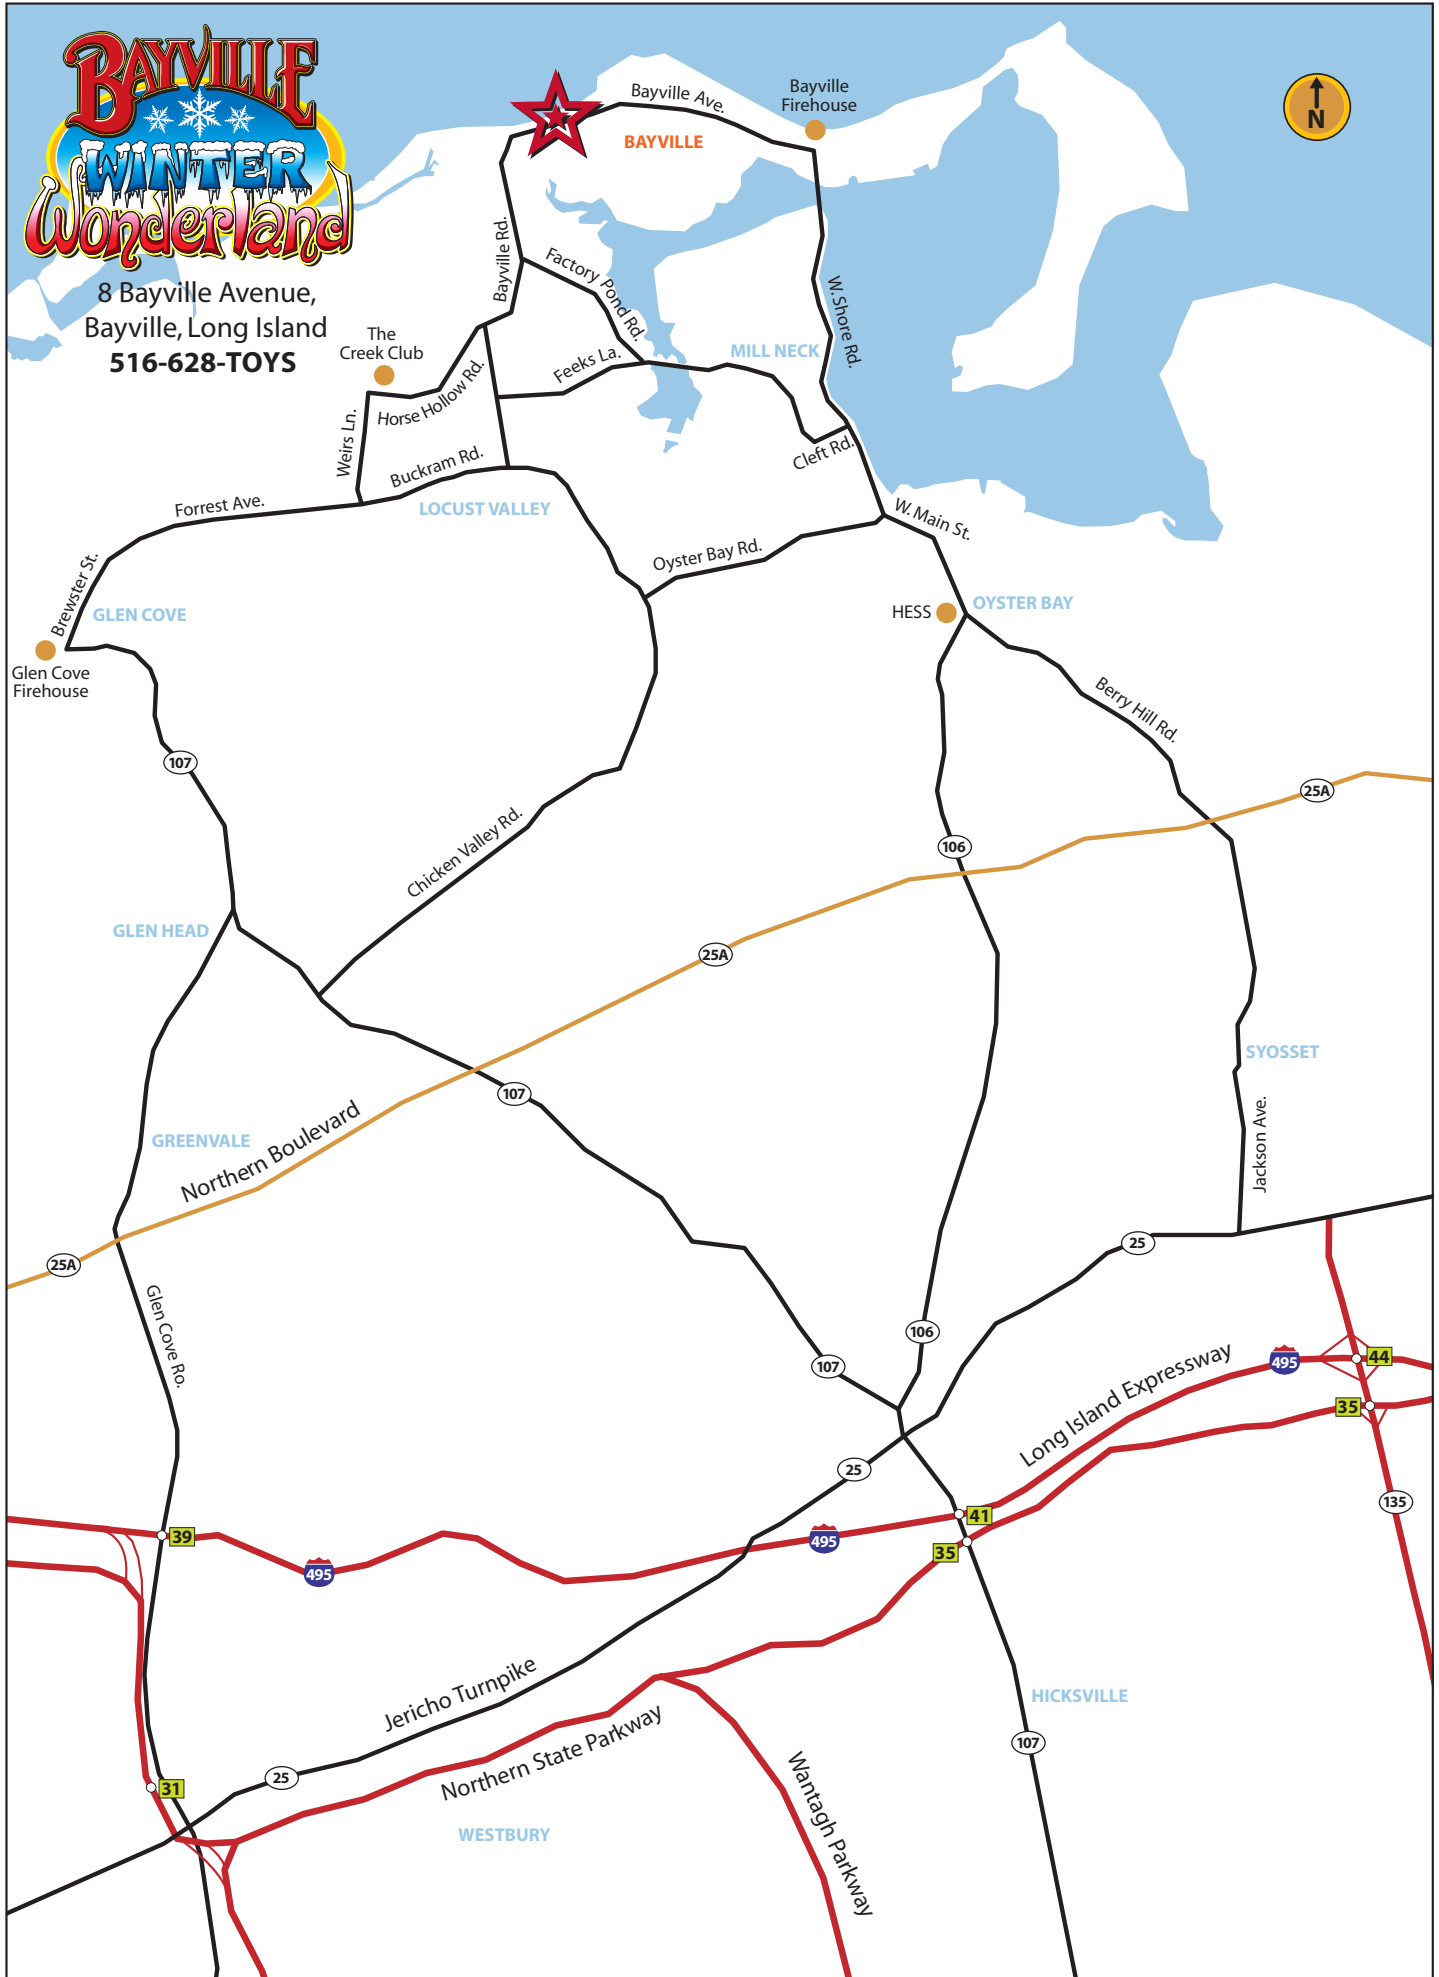 BAYVILLE
WINTER
Wonderland
8 Bayville Avenue,
Bayville, Long Island
516-628-TOYS
N
Bayville Ave.
Bayville
Firehouse
BAYVILLE
Bayville Rd.
Factory Pond Rd.
W. Shore Rd.
The
Creek Club
MILL NECK
Feeks La.
Horse Hollow Rd.
Weirs Ln.
Cleft Rd.
Buckram Rd.
Forrest Ave.
LOCUST VALLEY
W. Main St.
Oyster Bay Rd.
Brewster St.
GLEN COVE
HESS
OYSTER BAY
Glen Cove
Firehouse
Berry Hill Rd.
107
25A
106
Chicken Valley Rd.
GLEN HEAD
25A
SYOSSET
107
Jackson Ave.
GREENVALE
Northern Boulevard
25A
25
Glen Cove Ro.
106
107
495
44
Long Island Expressway
35
25
135
41
39
495
35
495
Jericho Turnpike
HICKSVILLE
Northern State Parkway
107
25
31
Wantagh Parkway
WESTBURY